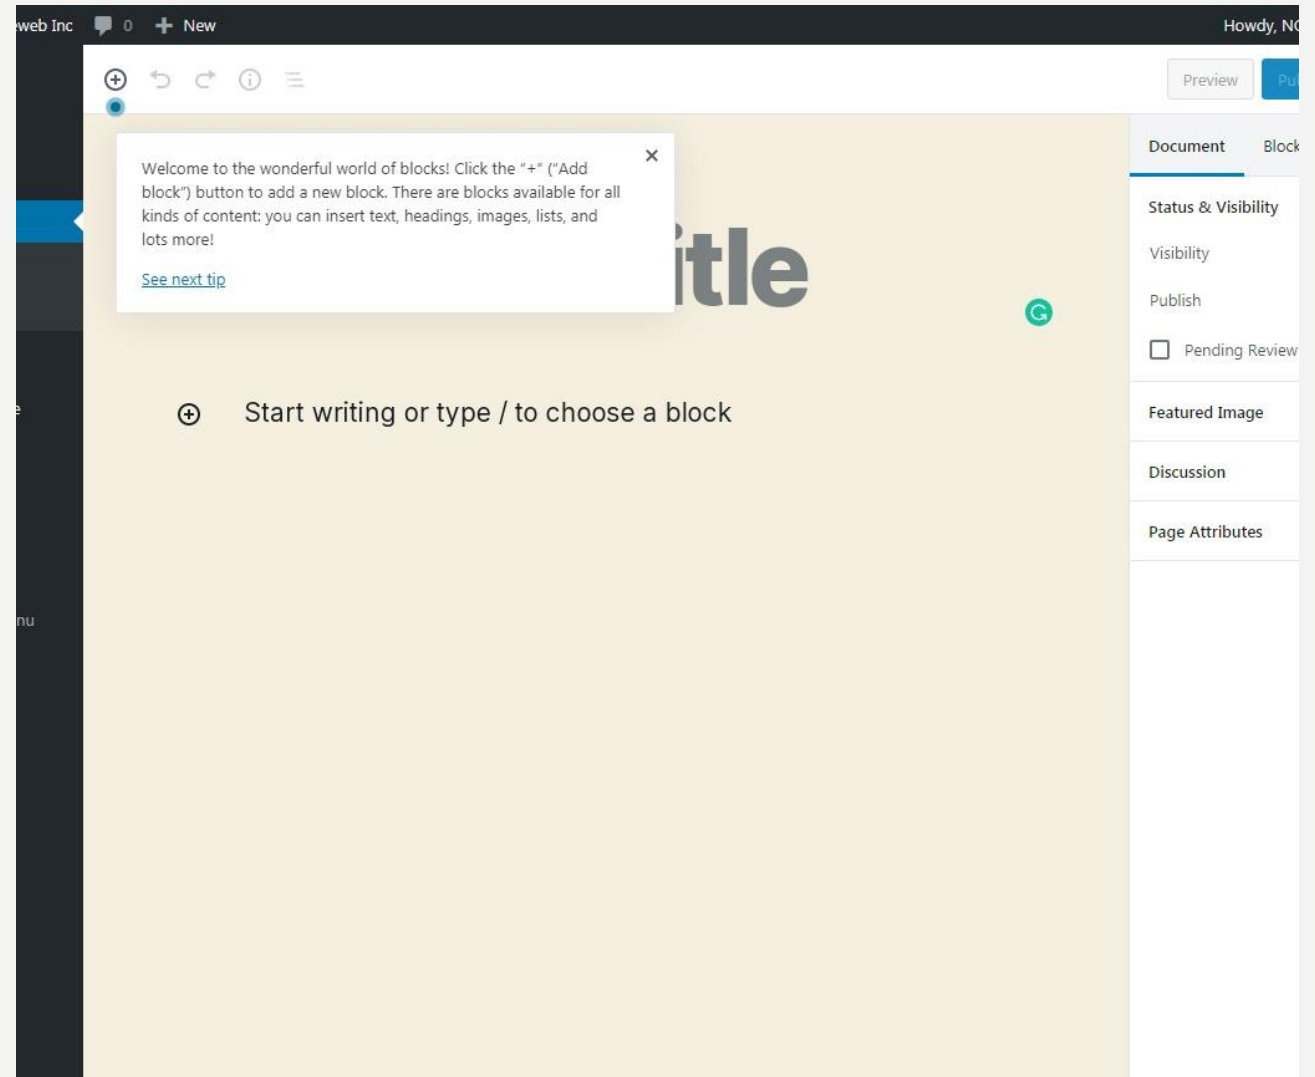 web Inc 0 New Howdy,
Preview
Document Block
Welcome to the wonderful world of blocks! Click the "+" ("Add
block") button to add a new block. There are blocks available for all
kinds of content: you can insert text, headings, images, lists, and
lots more!
See next tip
itle
Status & Visibility
Visibility
Publish
Pending Review
Start writing or type / to choose a block
Featured Image
Discussion
Page Attributes
nu